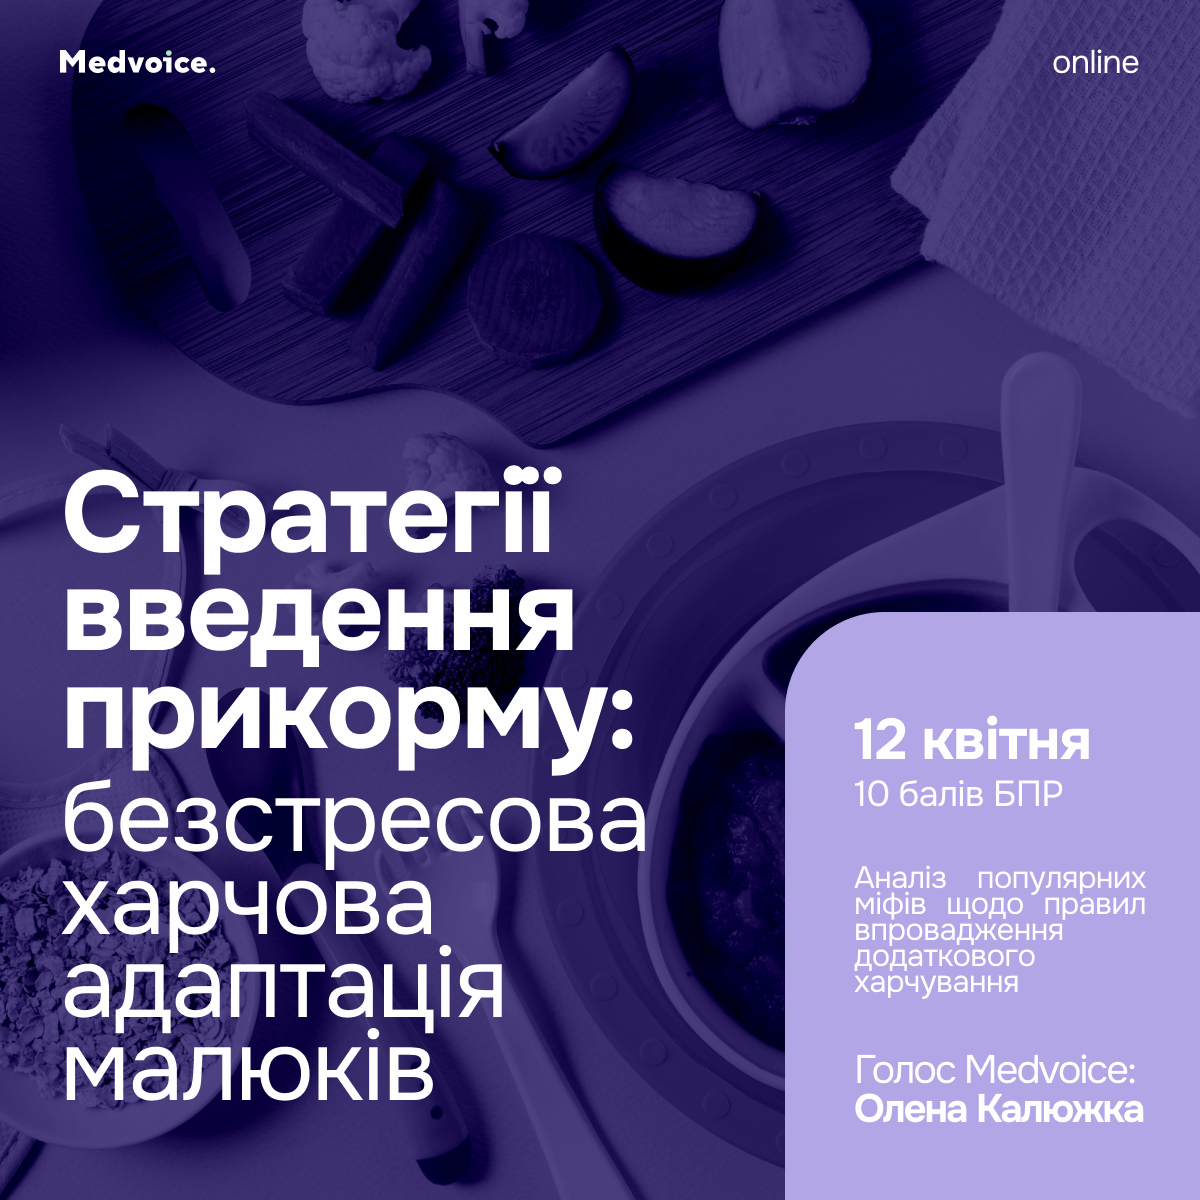 Medvoice.
online
Стратегії
введення
прикорму:
безстресова
харчова
адаптація
малюків
12 квітня
10 балів БПР
Аналіз популярних
міфів щодо правил
впровадження
додаткового
харчування
Голос Medvoice:
Олена Калюжка